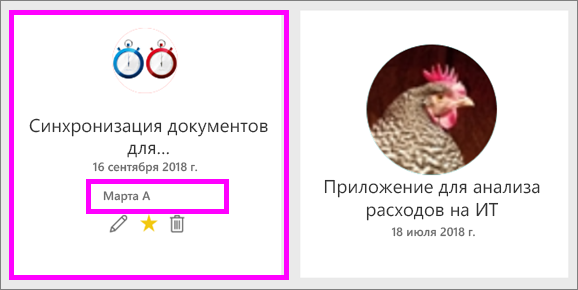 Синхронизация документов
для...
16 сентября 2018 г.
Марта А
Приложение для анализа
расходов на ИТ
18 июля 2018 г.